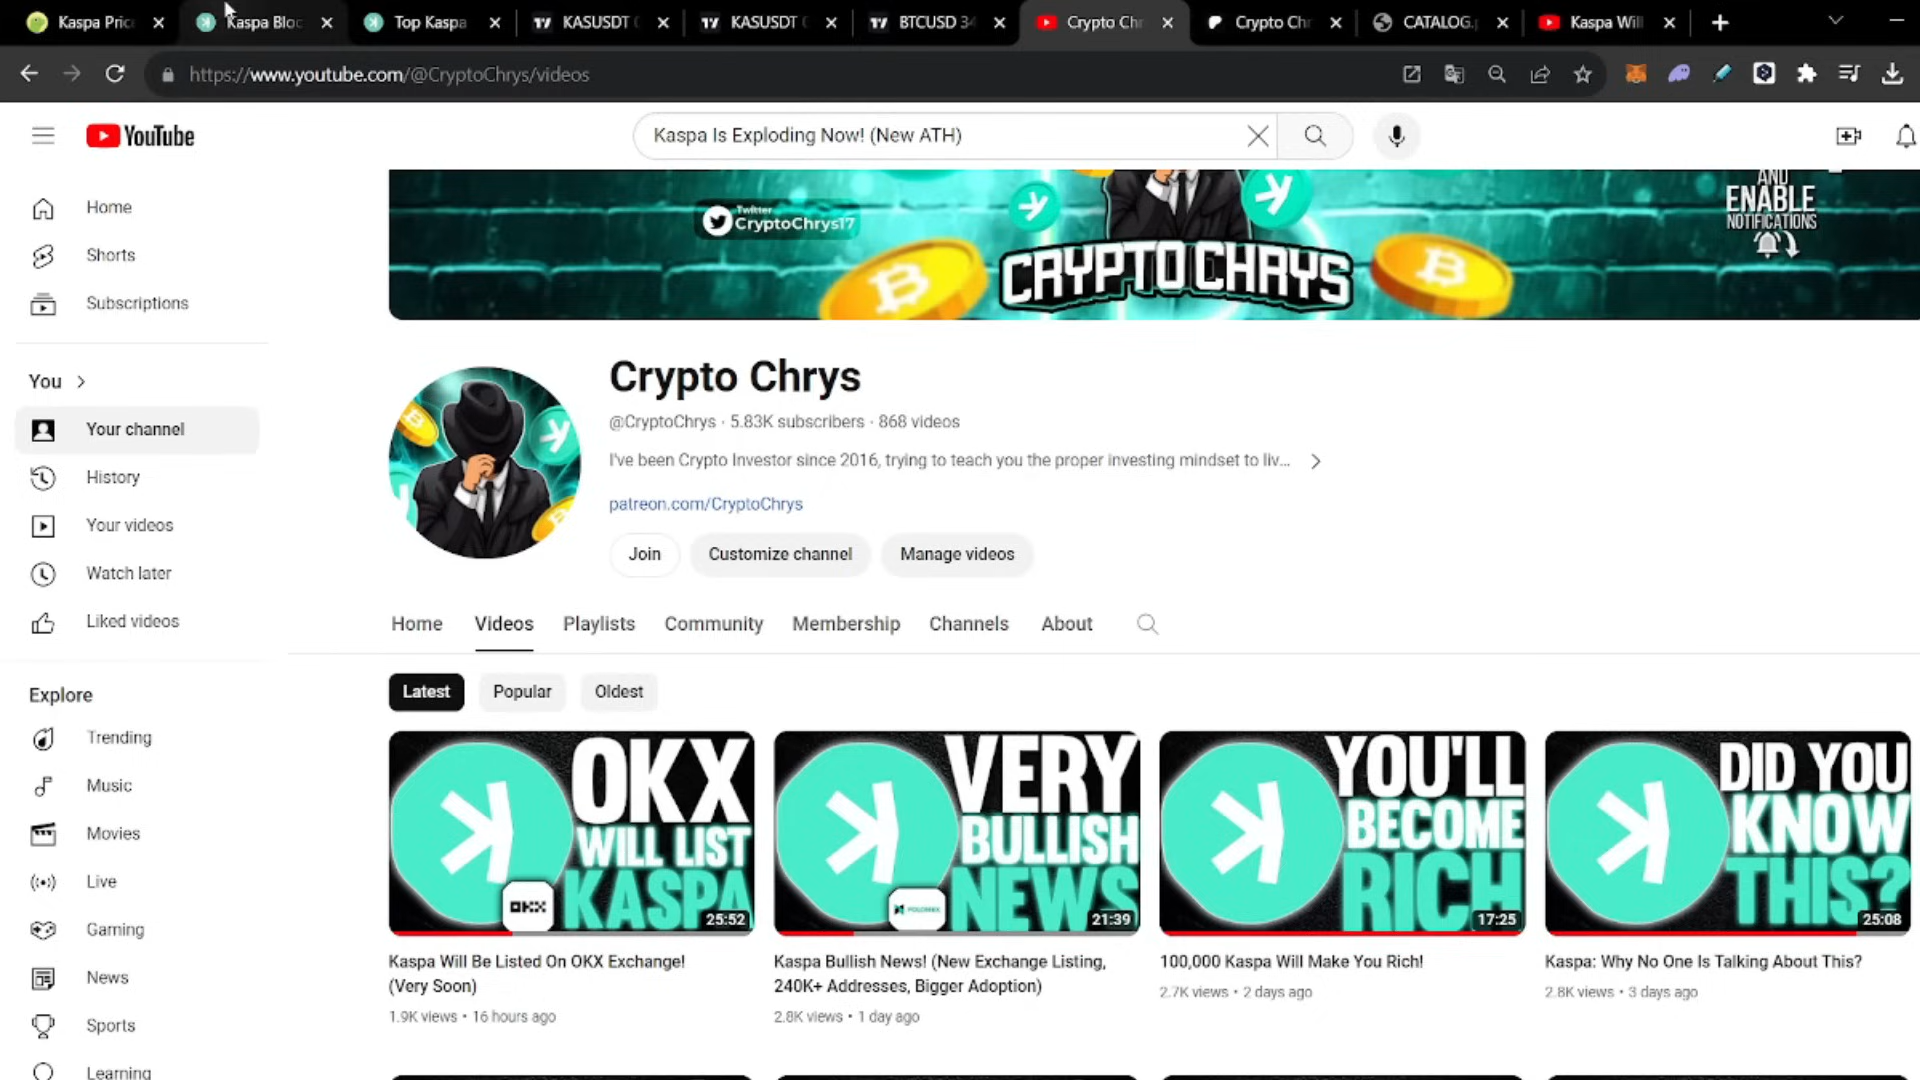 Kaspa Pric
Kaspa Bloc
Top Kaspa
KASUSDT
KASUSDT
BTCUSD 34
Crypto Chr
Crypto Ch
CATALOG.
Kaspa Will
https://www.youtube.com/@CryptoChrys/videos
YouTube
Kaspa Is Exploding Now! (New ATH)
Home
Shorts
Subscriptions
You
Your channel
History
Your videos
Watch later
Liked videos
Explore
Trending
Music
Movies
Live
Gaming
News
Sports
Learning
Twitter
CryptoChrys17
CRYPTO CHRYS
AND
ENABLE
NOTIFICATIONS
Crypto Chrys
@CryptoChrys · 5.83K subscribers · 868 videos
I've been Crypto Investor since 2016, trying to teach you the proper investing mindset to liv...
patreon.com/CryptoChrys
Join
Customize channel
Manage videos
Home
Videos
Playlists
Community
Membership
Channels
About
Latest
Popular
Oldest
OKX
WILL LIST
KASPA
OKX
25:52
Kaspa Will Be Listed On OKX Exchange!
(Very Soon)
1.9K views • 16 hours ago
VERY
BULLISH
NEWS
POLONIEX
21:39
Kaspa Bullish News! (New Exchange Listing,
240K+ Addresses, Bigger Adoption)
2.8K views • 1 day ago
YOU'LL
BECOME
RICH
17:25
100,000 Kaspa Will Make You Rich!
2.7K views • 2 days ago
DID YOU
KNOW
THIS?
25:08
Kaspa: Why No One Is Talking About This?
2.8K views • 3 days ago